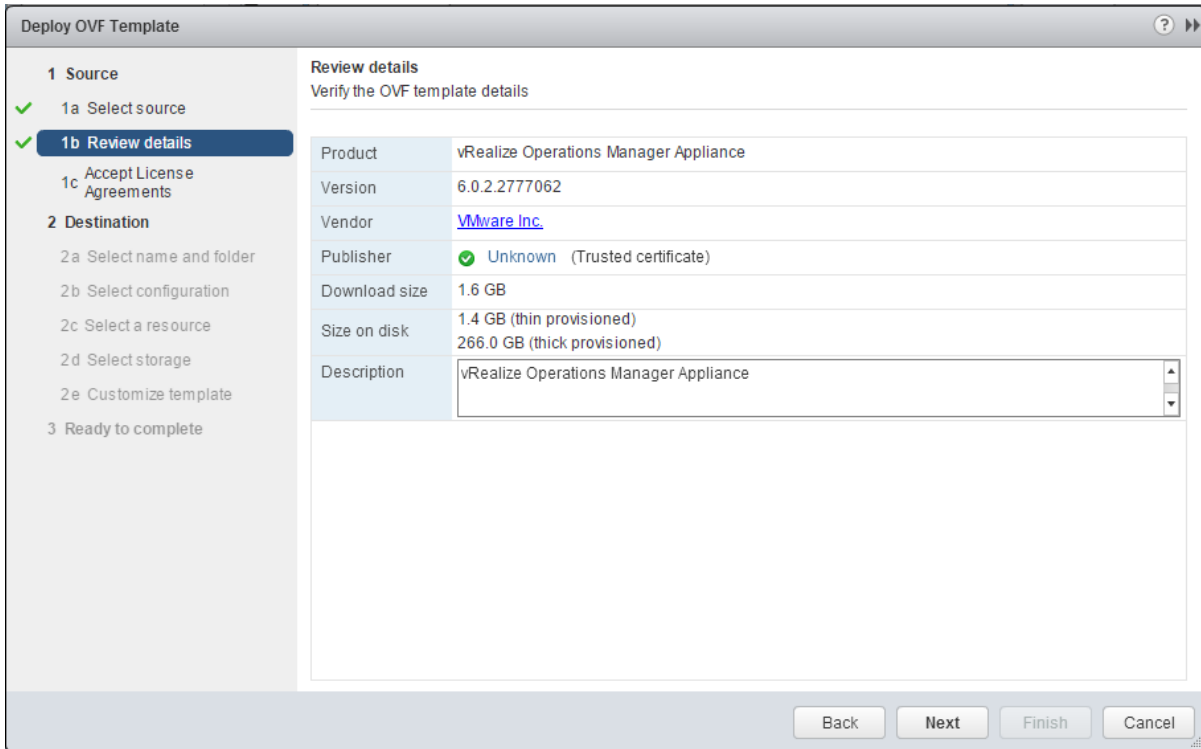 Deploy OVF Template
?
1 Source
1a Select source
1b Review details
1c Accept License
Agreements
2 Destination
2a Select name and folder
2b Select configuration
2c Select a resource
2d Select storage
2e Customize template
3 Ready to complete
Review details
Verify the OVF template details
Product vRealize Operations Manager Appliance
Version 6.0.2.2777062
Vendor VMware Inc.
Publisher Unknown (Trusted certificate)
Download size 1.6 GB
Size on disk 1.4 GB (thin provisioned)
266.0 GB (thick provisioned)
Description vRealize Operations Manager Appliance
Back Next Finish Cancel